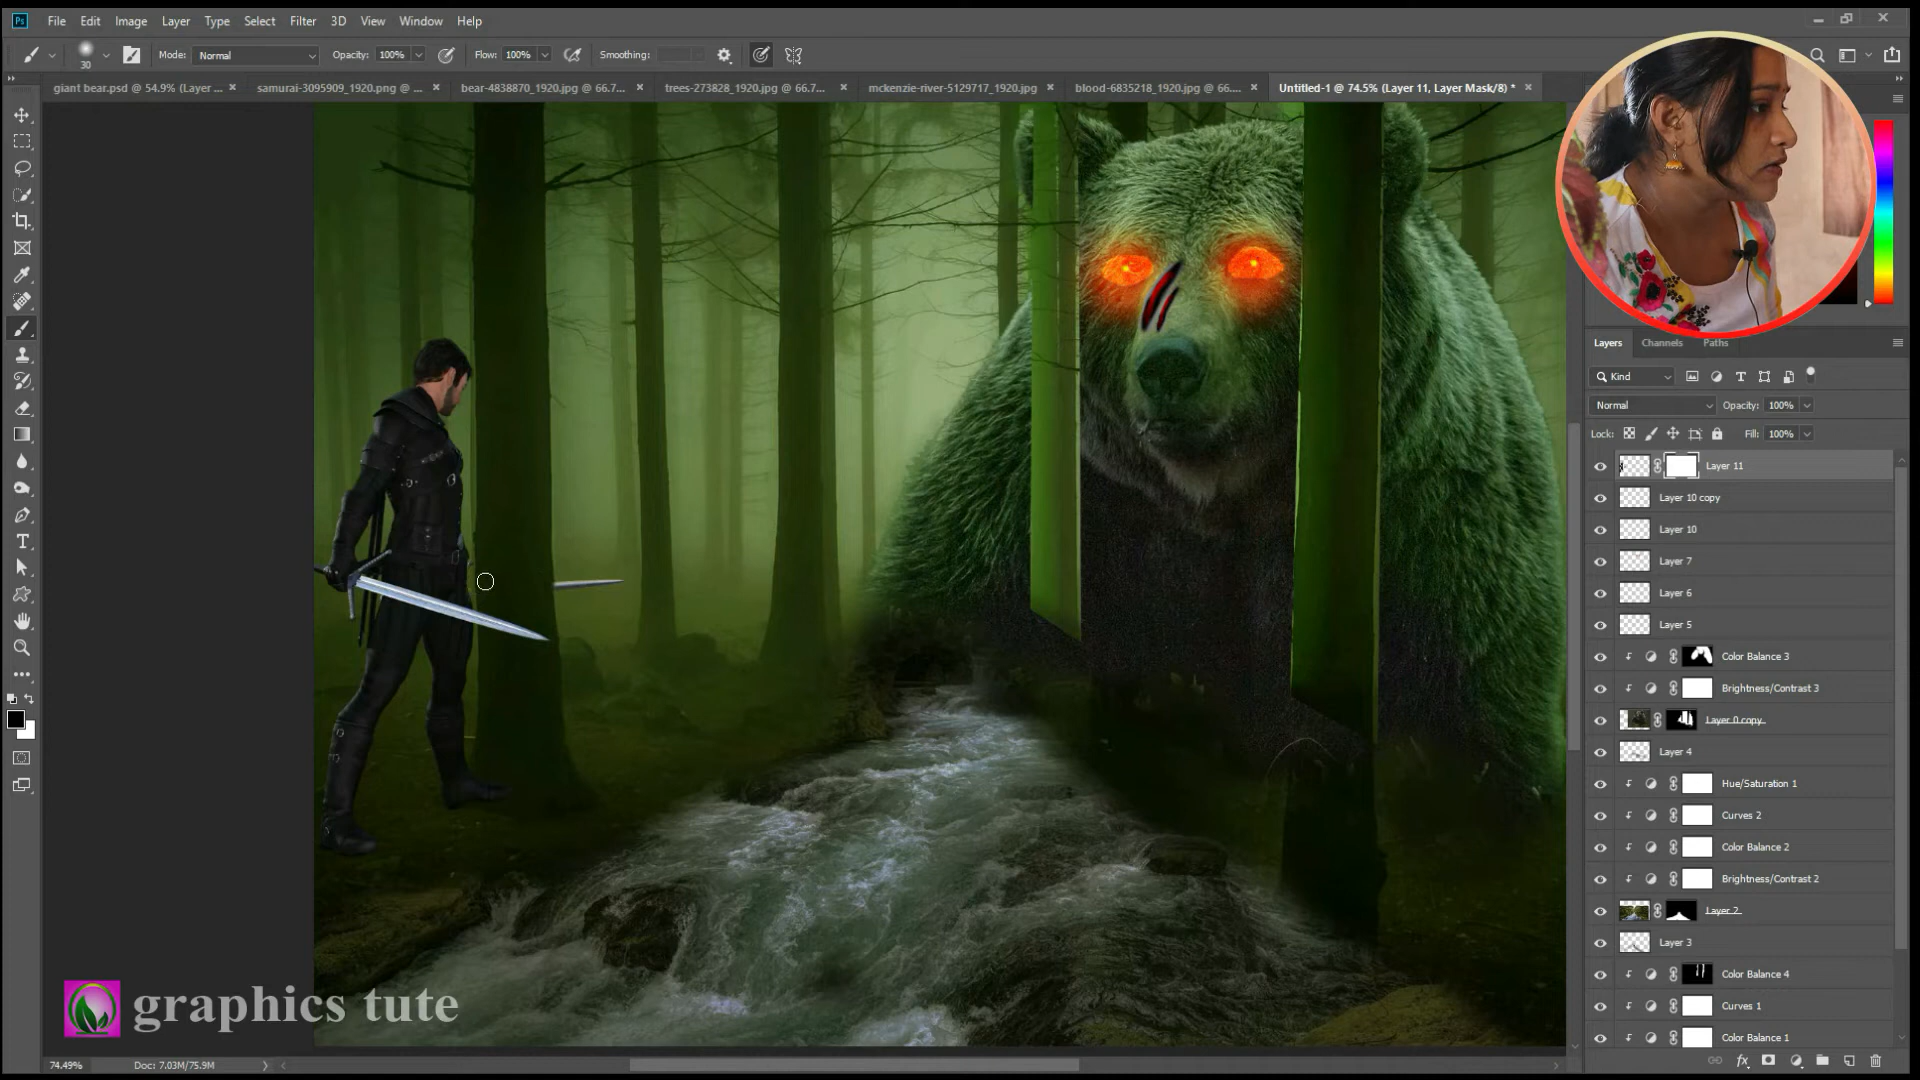 Ps File Edit Image Layer Type Select Filter 3D View Window Help
30 Mode: Normal Opacity: 100% Flow: 100% Smoothing:
giant bear.psd @ 54.9% (Layer ... × samurai-3095909_1920.png @ ... × bear-4838870_1920.jpg @ 66.7... × trees-273828_1920.jpg @ 66.7... × mckenzie-river-5129717_1920.jpg × blood-6835218_1920.jpg @ 66.... × Untitled-1 @ 74.5% (Layer 11, Layer Mask/8) * ×
Layers Channels Paths
Kind
Normal Opacity: 100%
Lock: Fill: 100%
Layer 11
Layer 10 copy
Layer 10
Layer 7
Layer 6
Layer 5
Color Balance 3
Brightness/Contrast 3
Layer 0 copy
Layer 4
Hue/Saturation 1
Curves 2
Color Balance 2
Brightness/Contrast 2
Layer 2
Layer 3
Color Balance 4
Curves 1
Color Balance 1
graphics tute
74.49% Doc: 7.03M/75.9M